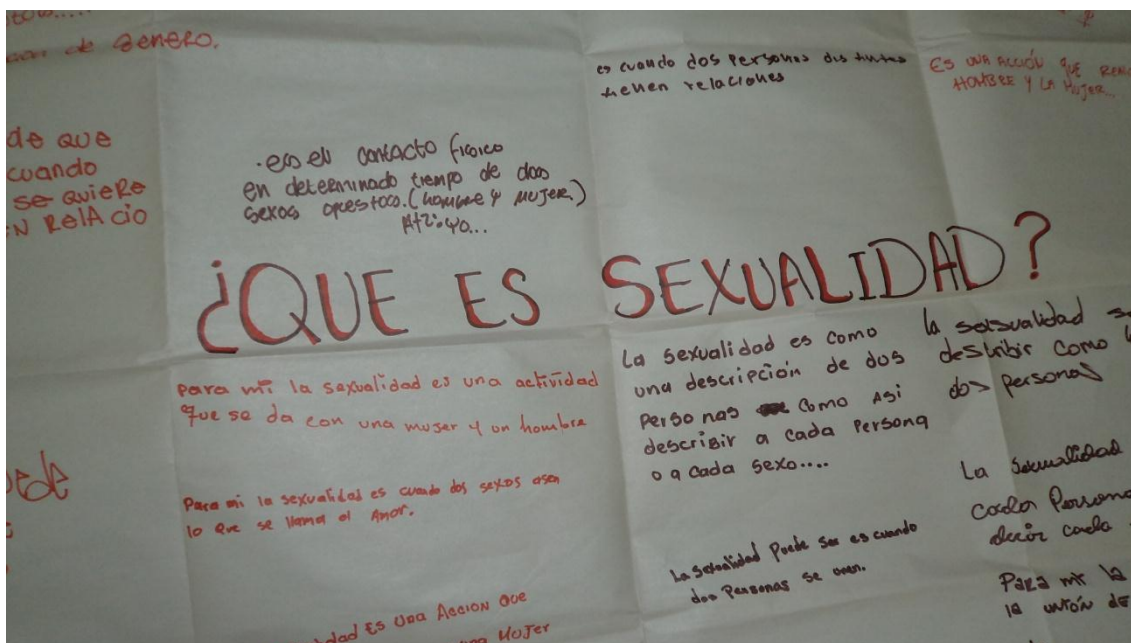 de GENERO.
de que
cuando
se quiere
EN RelAcio
es cuando dos personas distintas
tienen relaciones
ES UNA ACCIÓN QUE
HOMBRE Y LA MUJER...
.eso el contacto fisico
en determinado tiempo de dos
sexos opuestos. (hombre y mujer)
¿QUE ES SEXUALIDAD?
Para mi la sexualidad es una actividad
que se da con una mujer y un hombre
Para mi la sexualidad es cuando dos sexos asen
lo que se llama el Amor.
ES una Accion que
una MUJER
La sexualidad es como
una descripción de dos
personas como Asi
describir a cada persona
o a cada sexo....
La sexualidad puede ser es cuando
dos Personas se unen.
la sexsualidad
describir como
dos personas
La Sexualidad
cada Persona
decir cada
Para mi la
la unión de